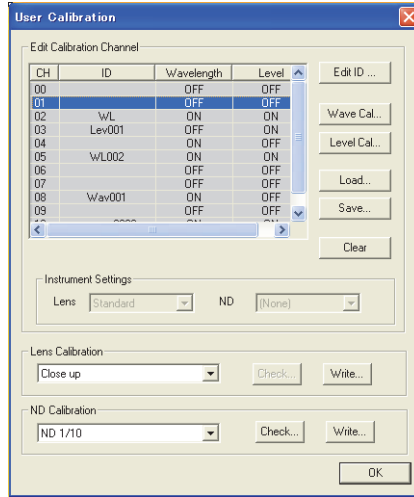 User Calibration
Edit Calibration Channel
CH ID Wavelength Level
00 OFF OFF
01 OFF OFF
02 WL ON ON
03 Lev001 ON ON
04 ON ON
05 WL002 ON ON
06 OFF OFF
07 OFF OFF
08 Wav001 ON OFF
09 OFF OFF
Edit ID ...
Wave Cal...
Level Cal...
Load...
Save...
Clear
Instrument Settings
Lens Standard ND (None)
Lens Calibration
Close up Check... Write...
ND Calibration
ND 1/10 Check... Write...
OK